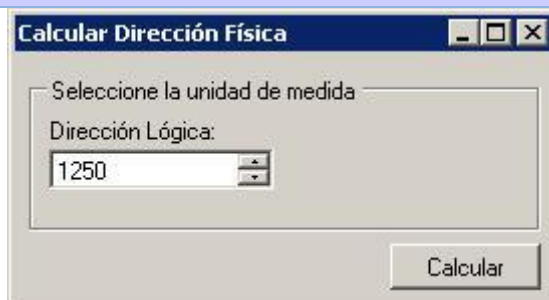 Calcular Dirección Física
Seleccione la unidad de medida
Dirección Lógica:
1250
Calcular